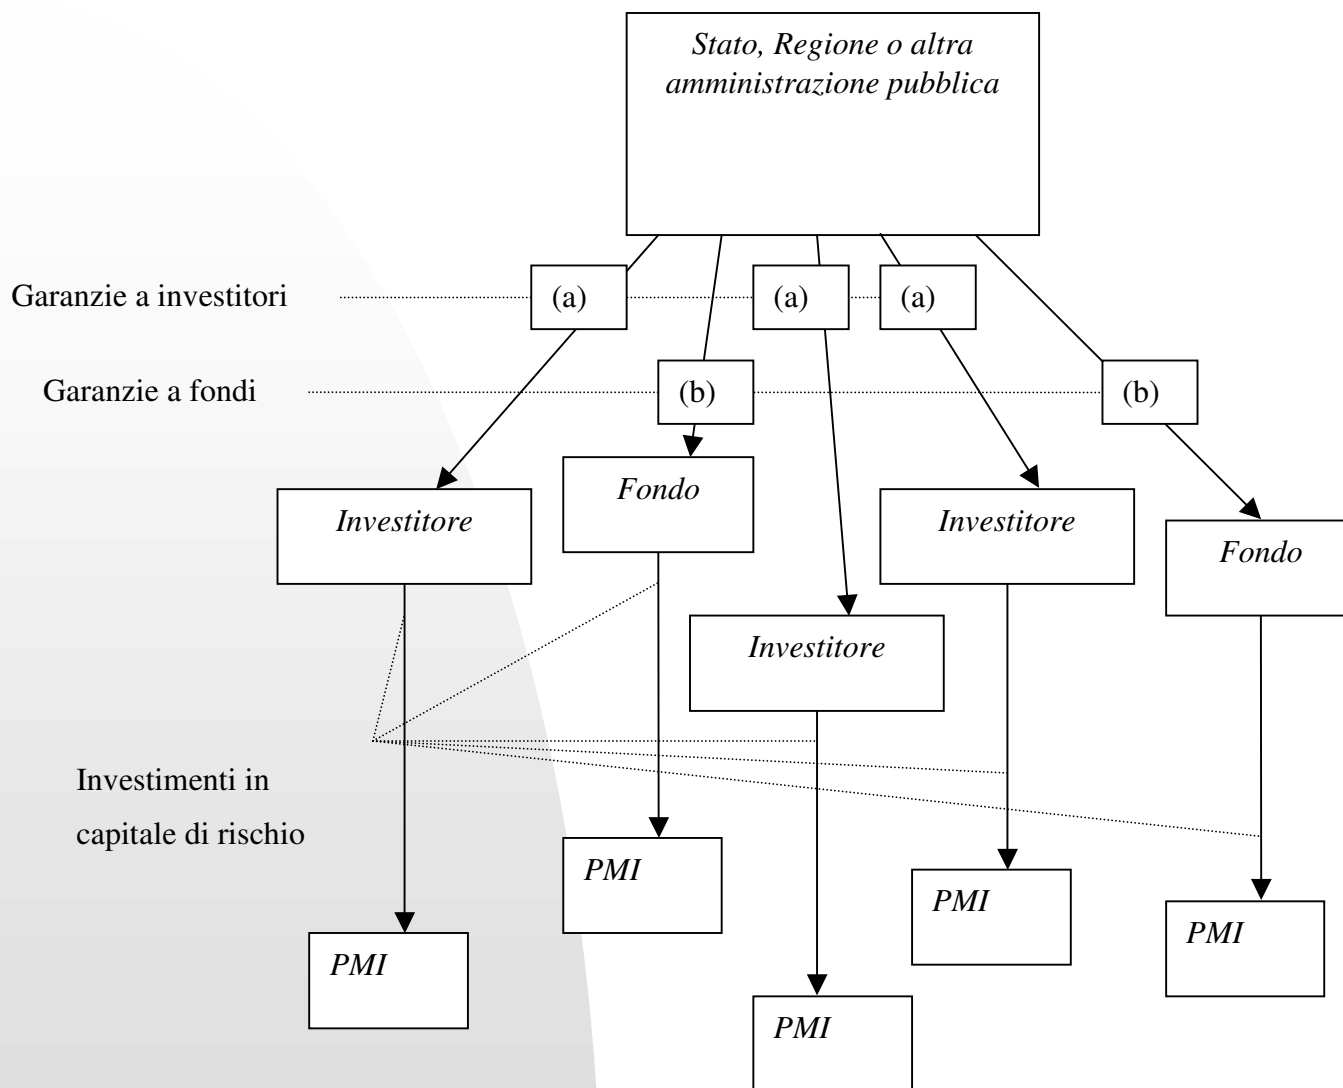 Stato, Regione o altra
amministrazione pubblica
Garanzie a investitori
(a)
(a)
(a)
Garanzie a fondi
(b)
(b)
Fondo
Investitore
Investitore
Fondo
Investitore
Investimenti in
capitale di rischio
PMI
PMI
PMI
PMI
PMI